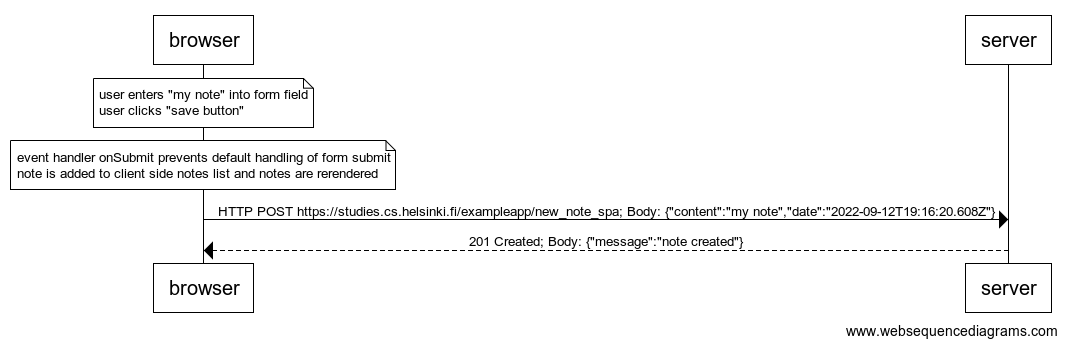 browser
server
user enters "my note" into form field
user clicks "save button"
event handler onSubmit prevents default handling of form submit
note is added to client side notes list and notes are rerendered
HTTP POST https://studies.cs.helsinki.fi/exampleapp/new_note_spa; Body: {"content":"my note","date":"2022-09-12T19:16:20.608Z"}
201 Created; Body: {"message":"note created"}
browser
server
www.websequencediagrams.com